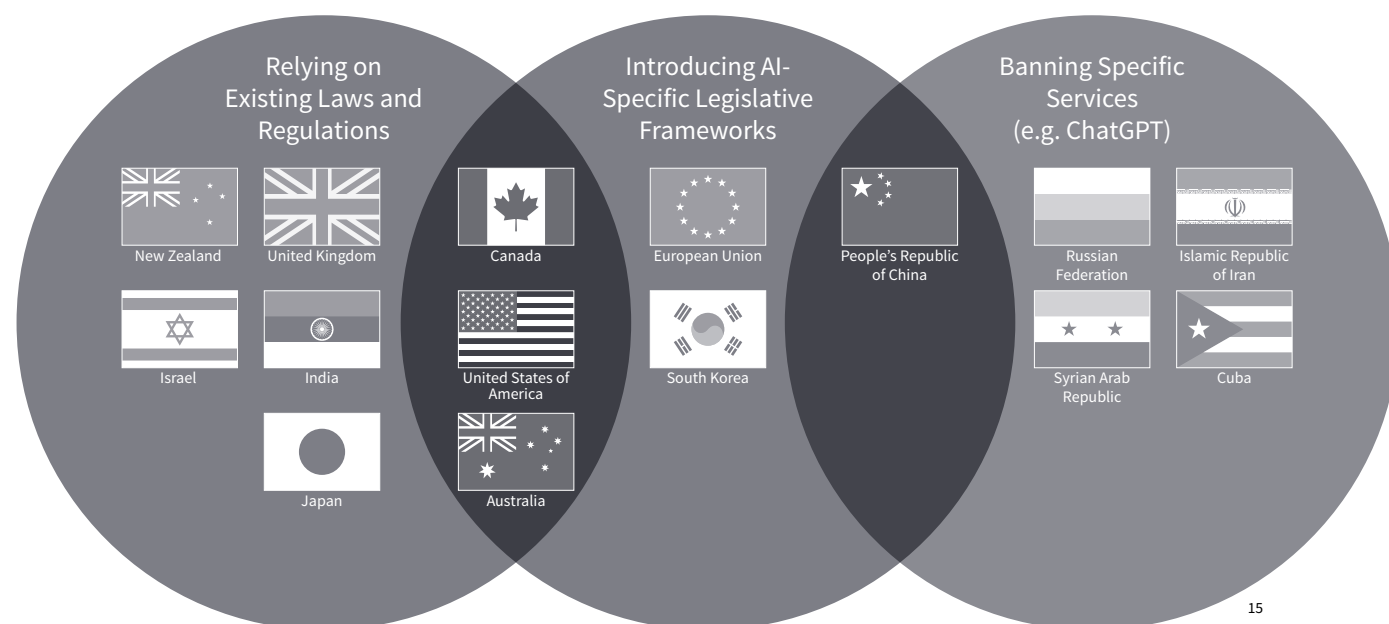 Relying on
Existing Laws and
Regulations
Introducing AI-
Specific Legislative
Frameworks
Banning Specific
Services
(e.g. ChatGPT)
New Zealand
United Kingdom
Canada
European Union
People's Republic
of China
Russian
Federation
Islamic Republic
of Iran
Israel
India
United States of
America
South Korea
Syrian Arab
Republic
Cuba
Japan
Australia
15